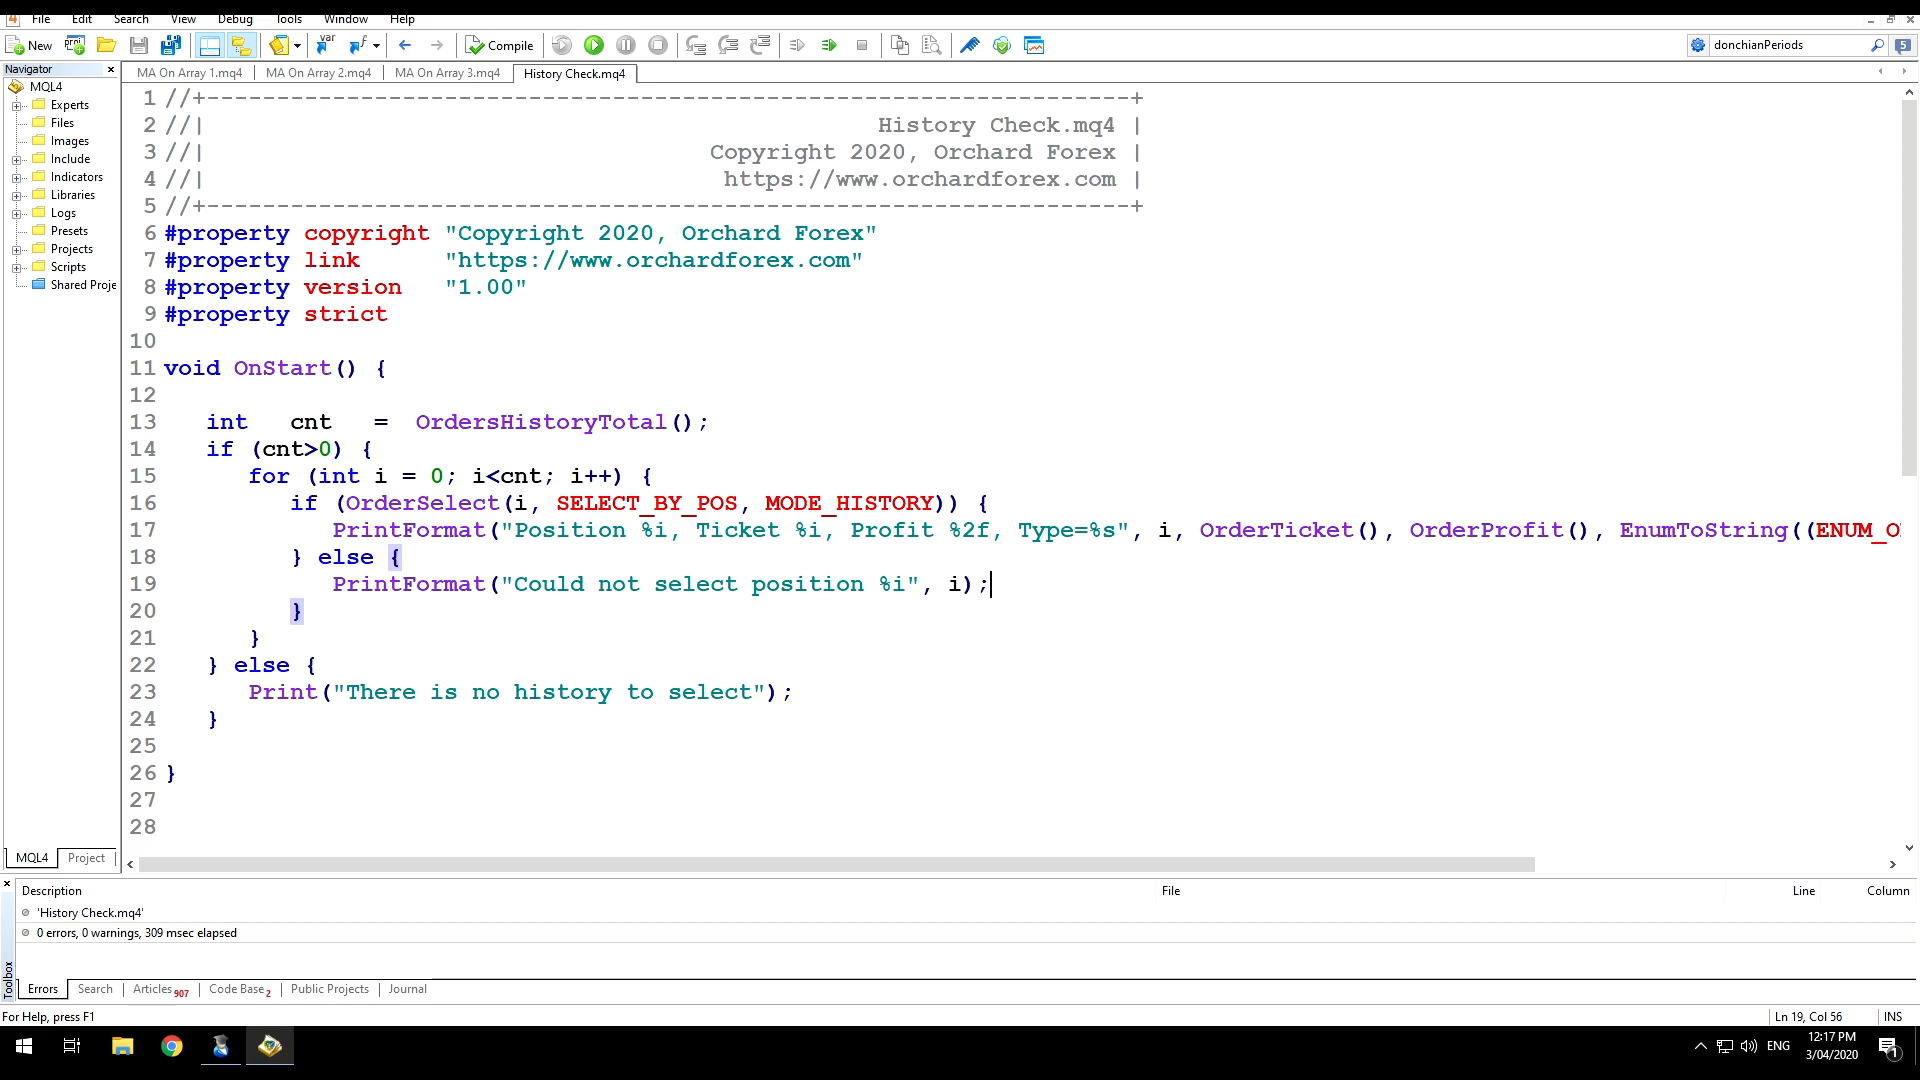 File Edit Search View Debug Tools Window Help
New Compile donchianPeriods 5
Navigator
MA On Array 1.mq4 MA On Array 2.mq4 MA On Array 3.mq4 History Check.mq4
MQL4
Experts
Files
Images
Include
Indicators
Libraries
Logs
Presets
Projects
Scripts
Shared Proje
MQL4 Project
1 //+------------------------------------------------------------------+
2 //| History Check.mq4 |
3 //| Copyright 2020, Orchard Forex |
4 //| https://www.orchardforex.com |
5 //+------------------------------------------------------------------+
6 #property copyright "Copyright 2020, Orchard Forex"
7 #property link "https://www.orchardforex.com"
8 #property version "1.00"
9 #property strict
10
11 void OnStart() {
12
13 int cnt = OrdersHistoryTotal();
14 if (cnt>0) {
15 for (int i = 0; i<cnt; i++) {
16 if (OrderSelect(i, SELECT_BY_POS, MODE_HISTORY)) {
17 PrintFormat("Position %i, Ticket %i, Profit %2f, Type=%s", i, OrderTicket(), OrderProfit(), EnumToString((ENUM_O
18 } else {
19 PrintFormat("Could not select position %i", i);
20 }
21 }
22 } else {
23 Print("There is no history to select");
24 }
25
26 }
27
28
Description File Line Column
'History Check.mq4'
0 errors, 0 warnings, 309 msec elapsed
Toolbox
Errors Search Articles 907 Code Base 2 Public Projects Journal
For Help, press F1 Ln 19, Col 56 INS
ENG 12:17 PM
3/04/2020
1